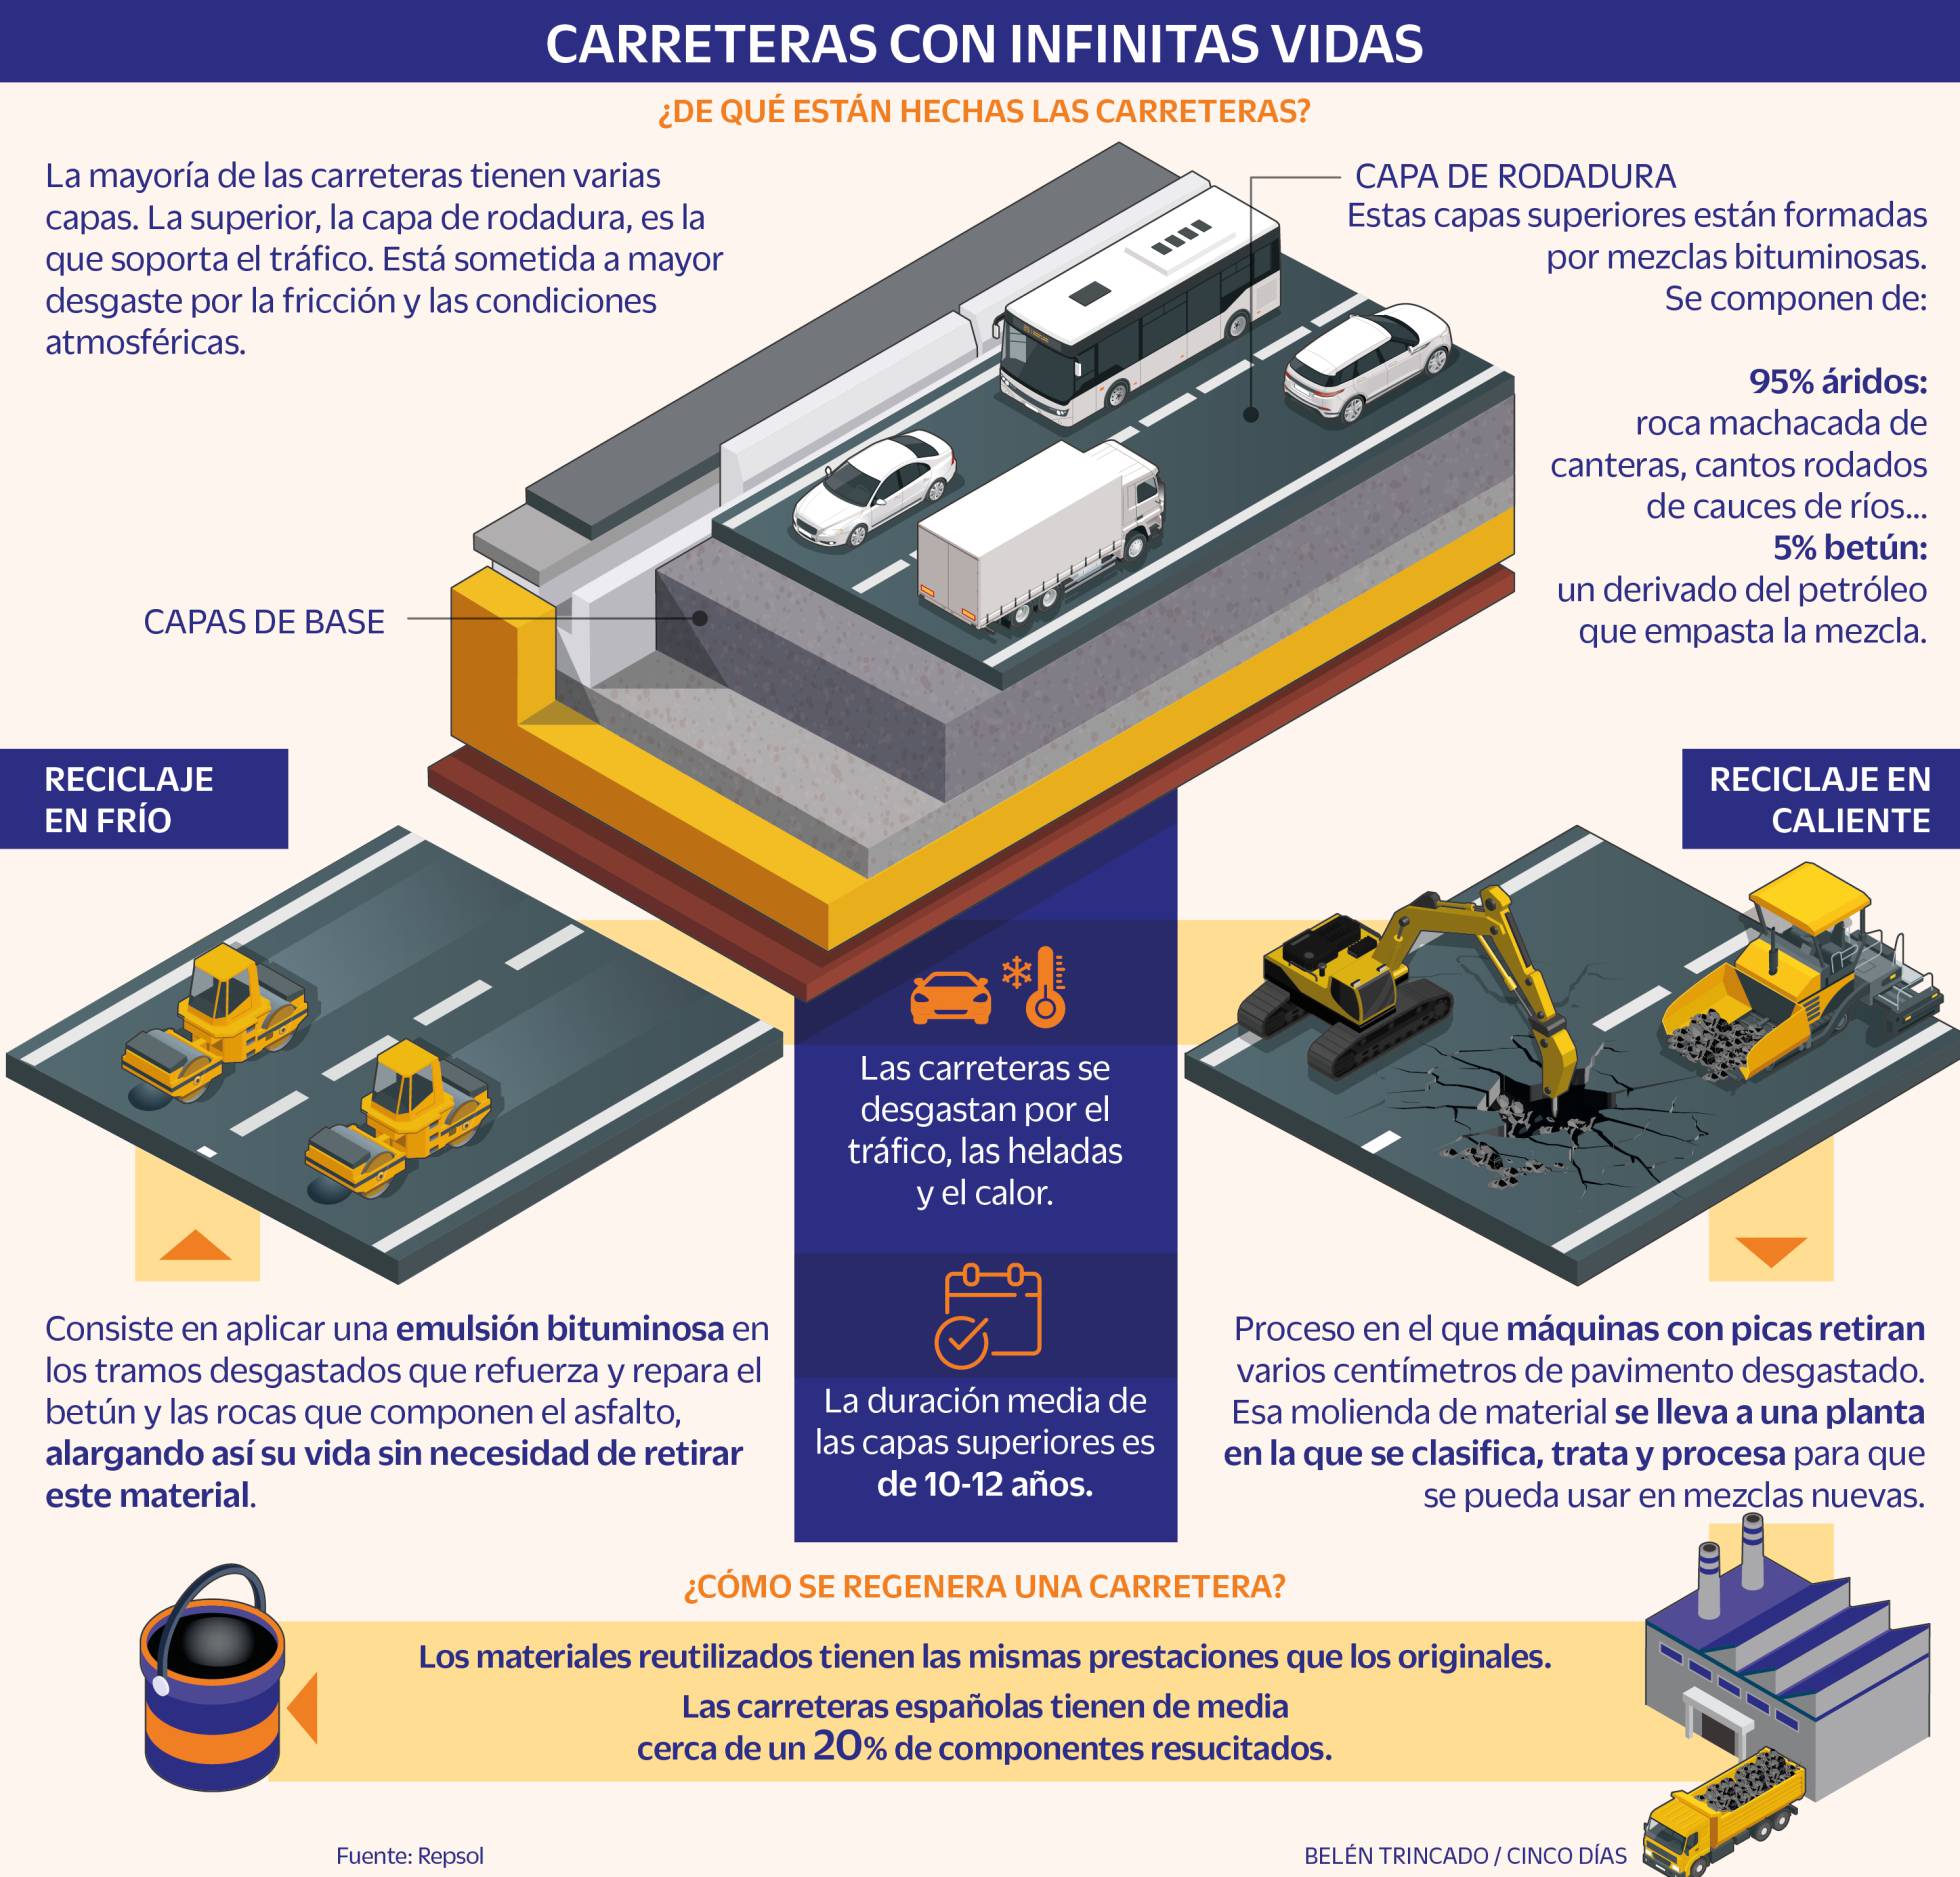 CARRETERAS CON INFINITAS VIDAS
¿DE QUÉ ESTÁN HECHAS LAS CARRETERAS?
La mayoría de las carreteras tienen varias
capas. La superior, la capa de rodadura, es la
que soporta el tráfico. Está sometida a mayor
desgaste por la fricción y las condiciones
atmosféricas.
CAPA DE RODADURA
Estas capas superiores están formadas
por mezclas bituminosas.
Se componen de:
95% áridos:
roca machacada de
canteras, cantos rodados
de cauces de ríos...
5% betún:
un derivado del petróleo
que empasta la mezcla.
CAPAS DE BASE
RECICLAJE
EN FRÍO
Consiste en aplicar una emulsión bituminosa en
los tramos desgastados que refuerza y repara el
betún y las rocas que componen el asfalto,
alargando así su vida sin necesidad de retirar
este material.
Las carreteras se
desgastan por el
tráfico, las heladas
y el calor.
La duración media de
las capas superiores es
de 10-12 años.
RECICLAJE EN
CALIENTE
Proceso en el que máquinas con picas retiran
varios centímetros de pavimento desgastado.
Esa molienda de material se lleva a una planta
en la que se clasifica, trata y procesa para que
se pueda usar en mezclas nuevas.
¿CÓMO SE REGENERA UNA CARRETERA?
Los materiales reutilizados tienen las mismas prestaciones que los originales.
Las carreteras españolas tienen de media
cerca de un 20% de componentes resucitados.
Fuente: Repsol
BELÉN TRINCADO / CINCO DÍAS